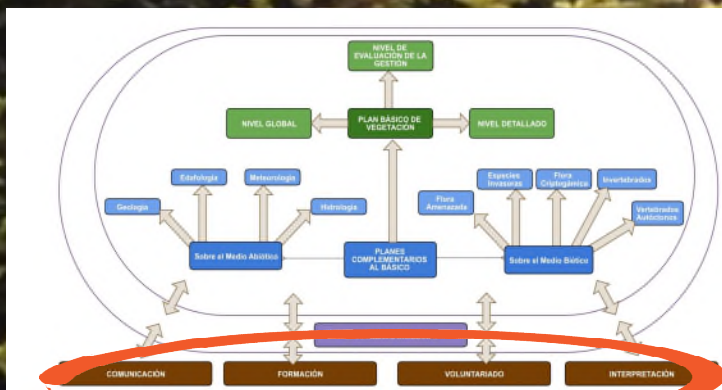 NIVEL DE
EVALUACIÓN DE LA
GESTIÓN
NIVEL GLOBAL
PLAN BÁSICO DE
VEGETACIÓN
NIVEL DETALLADO
Edafología
Meteorología
Especies
Invasoras
Flora
Criptogámica
Invertebrados
Geología
Hidrología
Flora
Amenazada
Vertebrados
Autóctonos
Sobre el Medio Abiótico
PLANES
COMPLEMENTARIOS
AL BÁSICO
Sobre el Medio Biótico
COMUNICACIÓN
FORMACIÓN
VOLUNTARIADO
INTERPRETACIÓN